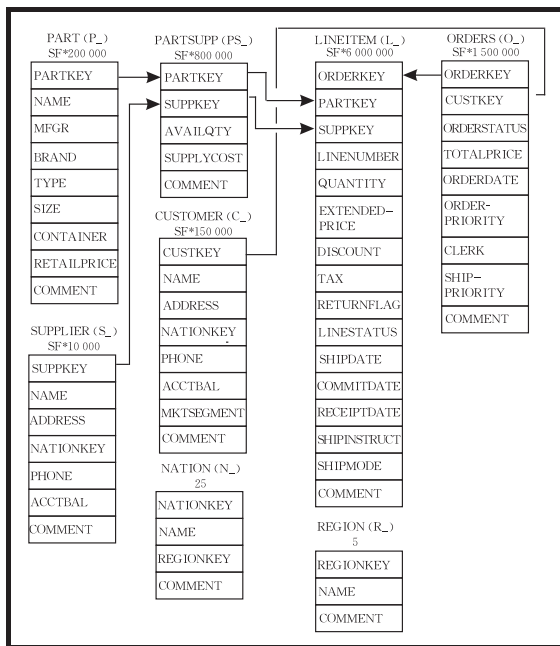 PART (P_)
SF*200 000
PARTKEY
NAME
MFGR
BRAND
TYPE
SIZE
CONTAINER
RETAILPRICE
COMMENT
SUPPLIER (S_)
SF*10 000
SUPPKEY
NAME
ADDRESS
NATIONKEY
PHONE
ACCTBAL
COMMENT
PARTSUPP (PS_)
SF*800 000
PARTKEY
SUPPKEY
AVAILQTY
SUPPLYCOST
COMMENT
CUSTOMER (C_)
SF*150 000
CUSTKEY
NAME
ADDRESS
NATIONKEY
PHONE
ACCTBAL
MKTSEGMENT
COMMENT
NATION (N_)
25
NATIONKEY
NAME
REGIONKEY
COMMENT
LINEITEM (L_)
SF*6 000 000
ORDERKEY
PARTKEY
SUPPKEY
LINENUMBER
QUANTITY
EXTENDED-
PRICE
DISCOUNT
TAX
RETURNFLAG
LINESTATUS
SHIPDATE
COMMITDATE
RECEIPTDATE
SHIPINSTRUCT
SHIPMODE
COMMENT
REGION (R_)
5
REGIONKEY
NAME
COMMENT
ORDERS (O_)
SF*1 500 000
ORDERKEY
CUSTKEY
ORDERSTATUS
TOTALPRICE
ORDERDATE
ORDER-
PRIORITY
CLERK
SHIP-
PRIORITY
COMMENT